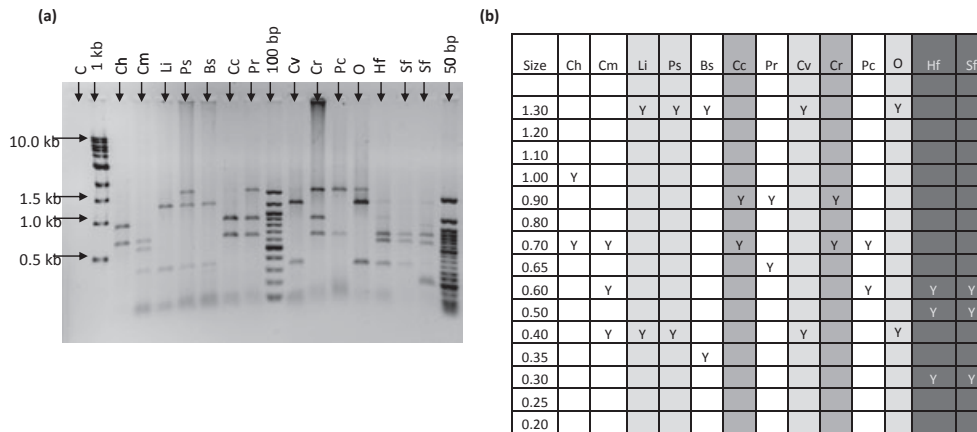 (a)
C 1 kb Ch Cm Li Ps Bs Cc Pr 100 bp Cv Cr Pc O Hf Sf Sf 50 bp
10.0 kb
1.5 kb
1.0 kb
0.5 kb
(b)
Size Ch Cm Li Ps Bs Cc Pr Cv Cr Pc O Hf Sf
1.30 Y Y Y Y Y
1.20
1.10
1.00 Y
0.90 Y Y Y
0.80
0.70 Y Y Y Y Y
0.65 Y
0.60 Y Y Y Y
0.50 Y Y
0.40 Y Y Y Y Y
0.35 Y
0.30 Y Y
0.25
0.20